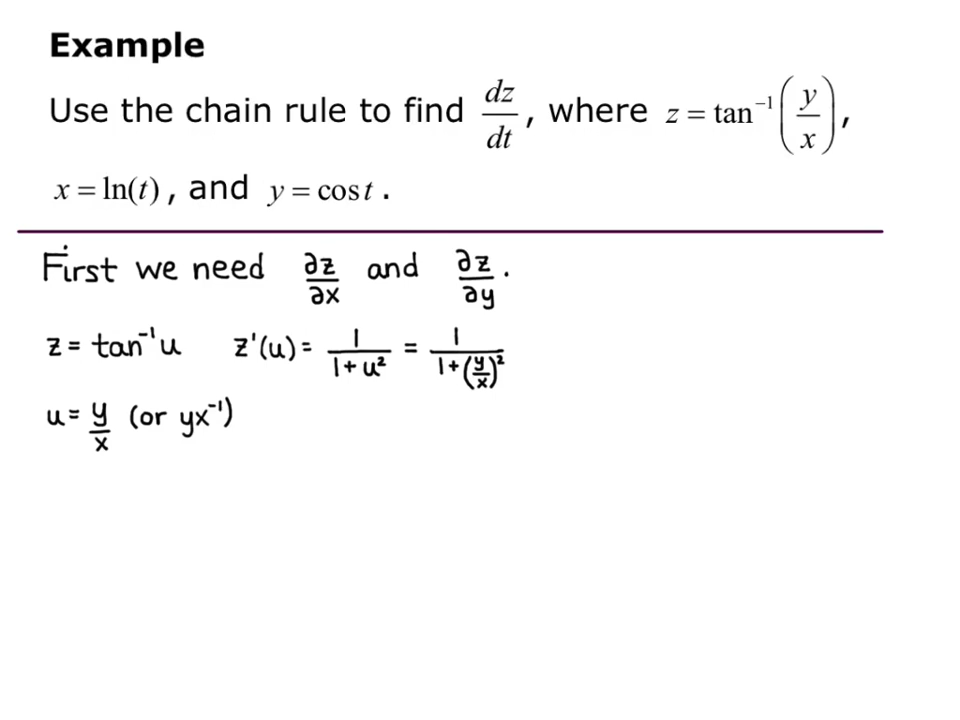 Example
Use the chain rule to find dz/dt, where z = tan⁻¹(y/x),
x = ln(t), and y = cos t.
First we need ∂z/∂x and ∂z/∂y.
z = tan⁻¹u z'(u) = 1/(1+u²) = 1/(1+(y/x)²)
u = y/x (or yx⁻¹)